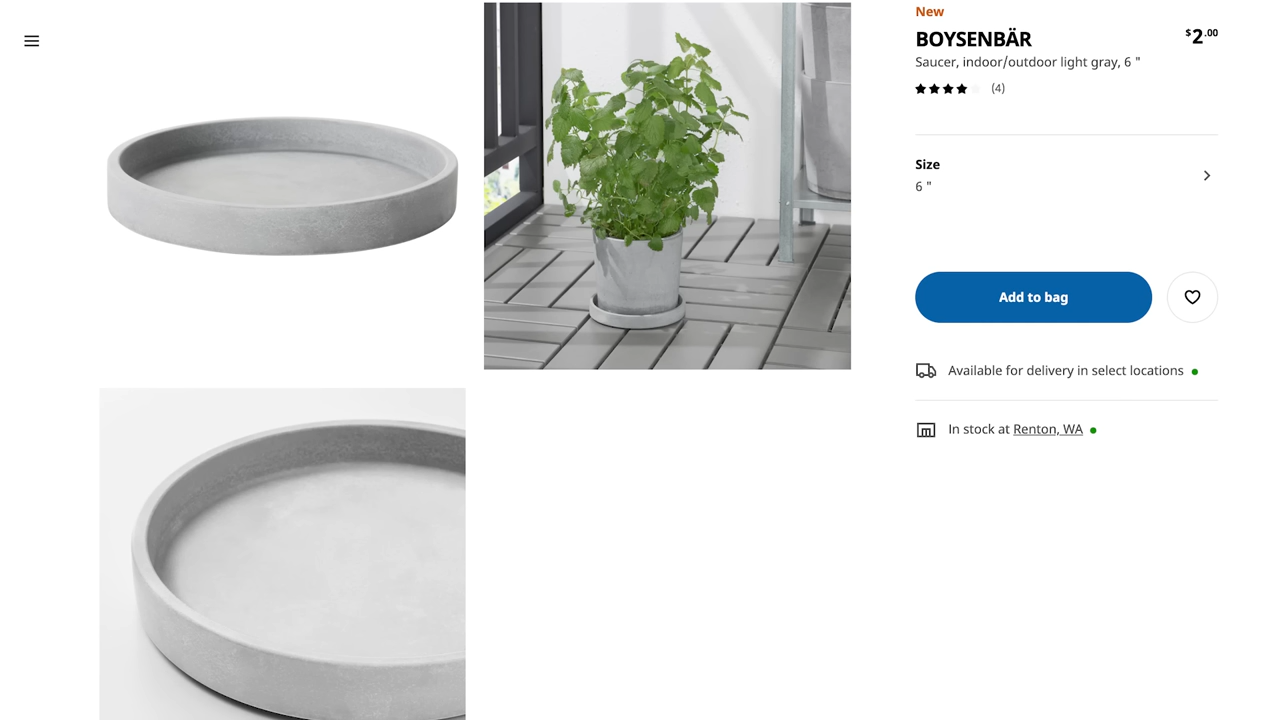 New
BOYSENBÄR
$2.00
Saucer, indoor/outdoor light gray, 6 "
(4)
Size
6 "
Add to bag
Available for delivery in select locations
In stock at Renton, WA